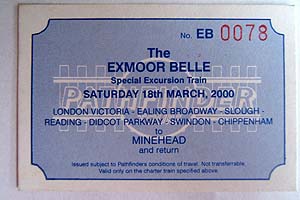 No. EB 0078
The
EXMOOR BELLE
Special Excursion Train
SATURDAY 18th MARCH, 2000
PATHFINDER
LONDON VICTORIA - EALING BROADWAY - SLOUGH -
READING - DIDCOT PARKWAY - SWINDON - CHIPPENHAM
to
MINEHEAD
and return
Issued subject to Pathfinders conditions of travel. Not transferrable.
Valid only on the charter train specified above.